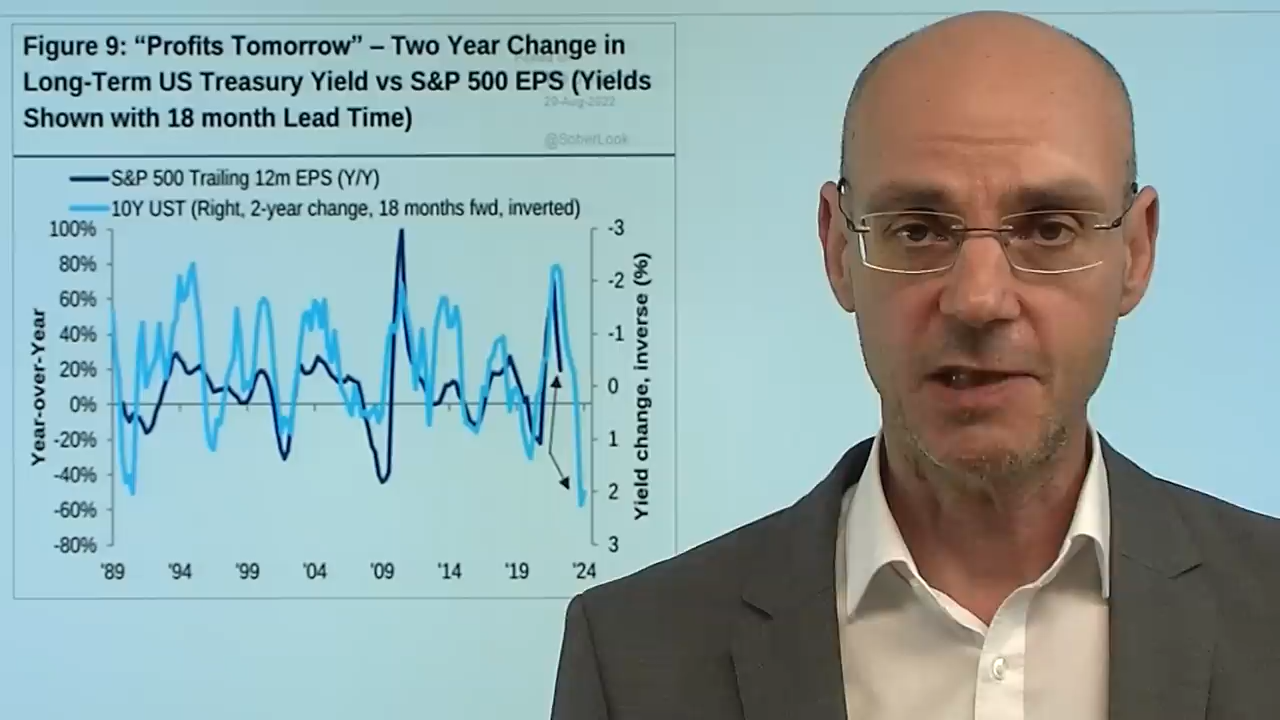 Figure 9: “Profits Tomorrow” – Two Year Change in
Posted on
Long-Term US Treasury Yield vs S&P 500 EPS (Yields
29-Aug-2022
Shown with 18 month Lead Time)
@SoberLook
S&P 500 Trailing 12m EPS (Y/Y)
10Y UST (Right, 2-year change, 18 months fwd, inverted)
100%
80%
60%
40%
20%
0%
-20%
-40%
-60%
-80%
Year-over-Year
-3
-2
-1
0
1
2
3
Yield change, inverse (%)
'89 '94 '99 '04 '09 '14 '19 '24